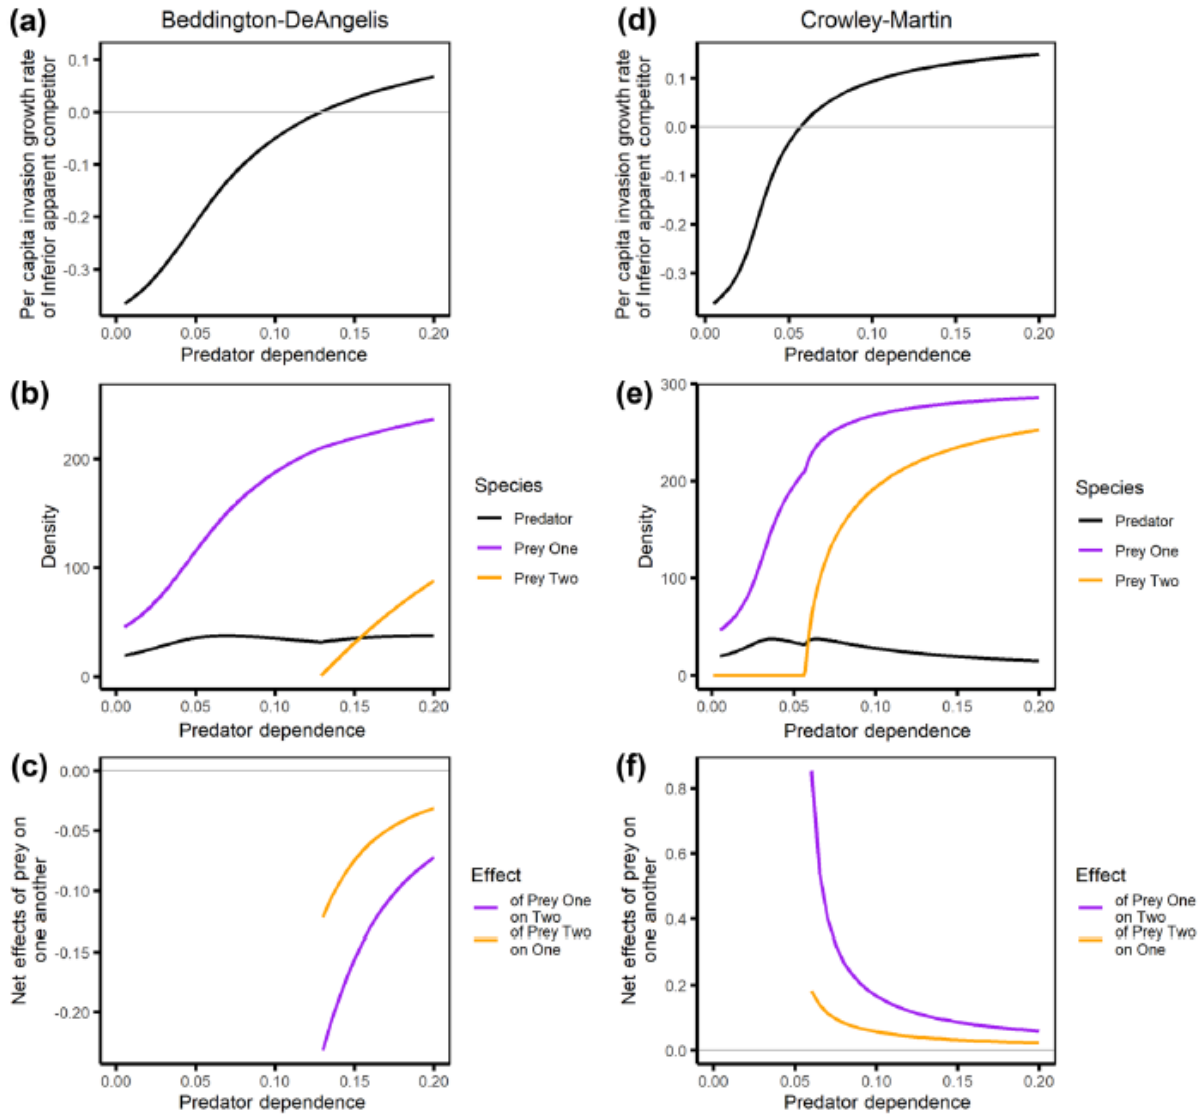 (a)
Beddington-DeAngelis
Per capita invasion growth rate
of Inferior apparent competitor
0.1
0.0
-0.1
-0.2
-0.3
0.00 0.05 0.10 0.15 0.20
Predator dependence
(d)
Crowley-Martin
Per capita invasion growth rate
of Inferior apparent competitor
0.1
0.0
-0.1
-0.2
-0.3
0.00 0.05 0.10 0.15 0.20
Predator dependence
(b)
Density
200
100
0
0.00 0.05 0.10 0.15 0.20
Predator dependence
Species
Predator
Prey One
Prey Two
(e)
Density
300
200
100
0
0.00 0.05 0.10 0.15 0.20
Predator dependence
Species
Predator
Prey One
Prey Two
(c)
Net effects of prey on
one another
0.00
-0.05
-0.10
-0.15
-0.20
0.00 0.05 0.10 0.15 0.20
Predator dependence
Effect
of Prey One
on Two
of Prey Two
on One
(f)
Net effects of prey on
one another
0.8
0.6
0.4
0.2
0.0
0.00 0.05 0.10 0.15 0.20
Predator dependence
Effect
of Prey One
on Two
of Prey Two
on One